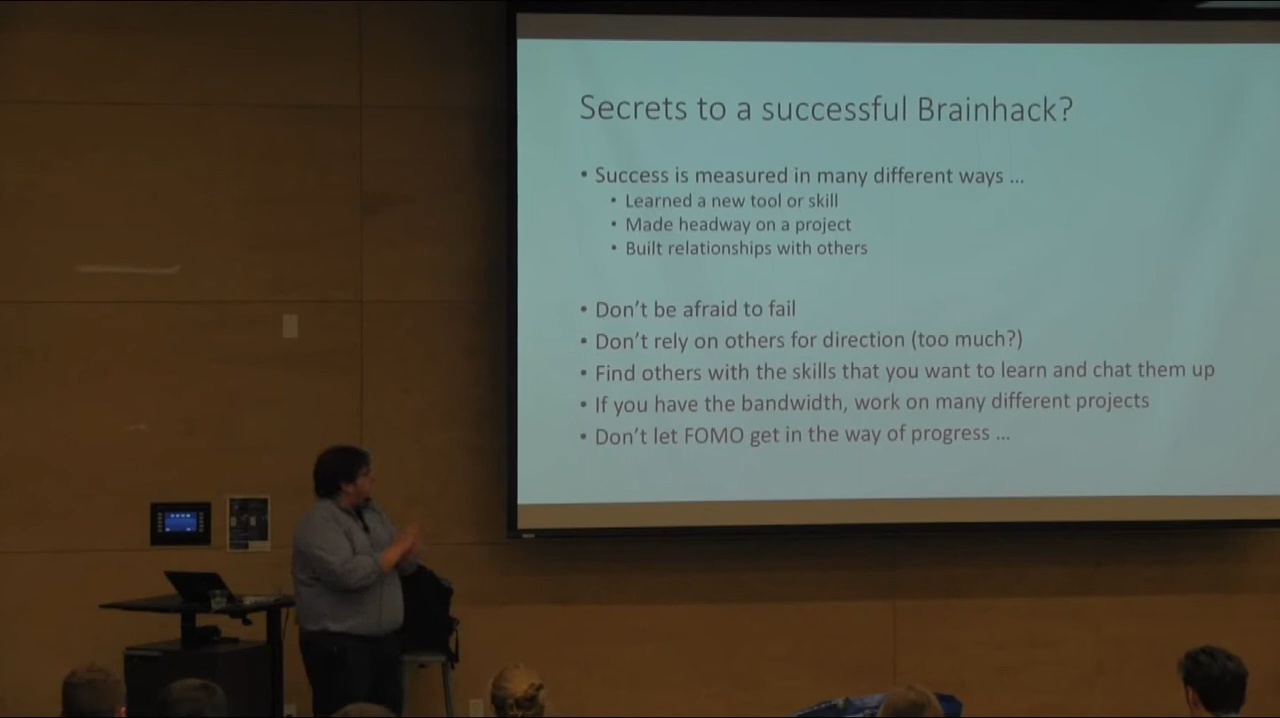 Secrets to a successful Brainhack?
• Success is measured in many different ways ...
• Learned a new tool or skill
• Made headway on a project
• Built relationships with others
• Don't be afraid to fail
• Don't rely on others for direction (too much?)
• Find others with the skills that you want to learn and chat them up
• If you have the bandwidth, work on many different projects
• Don't let FOMO get in the way of progress ...